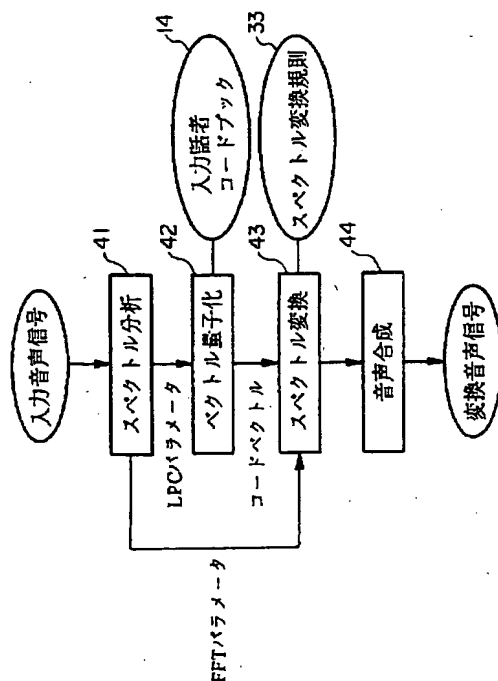 入力音声信号
41
スペクトル分析
LPCパラメータ
42
ベクトル量子化
14
入力話者
コードブック
コードベクトル
43
スペクトル変換
33
スペクトル変換規則
FFTパラメータ
44
音声合成
変換音声信号